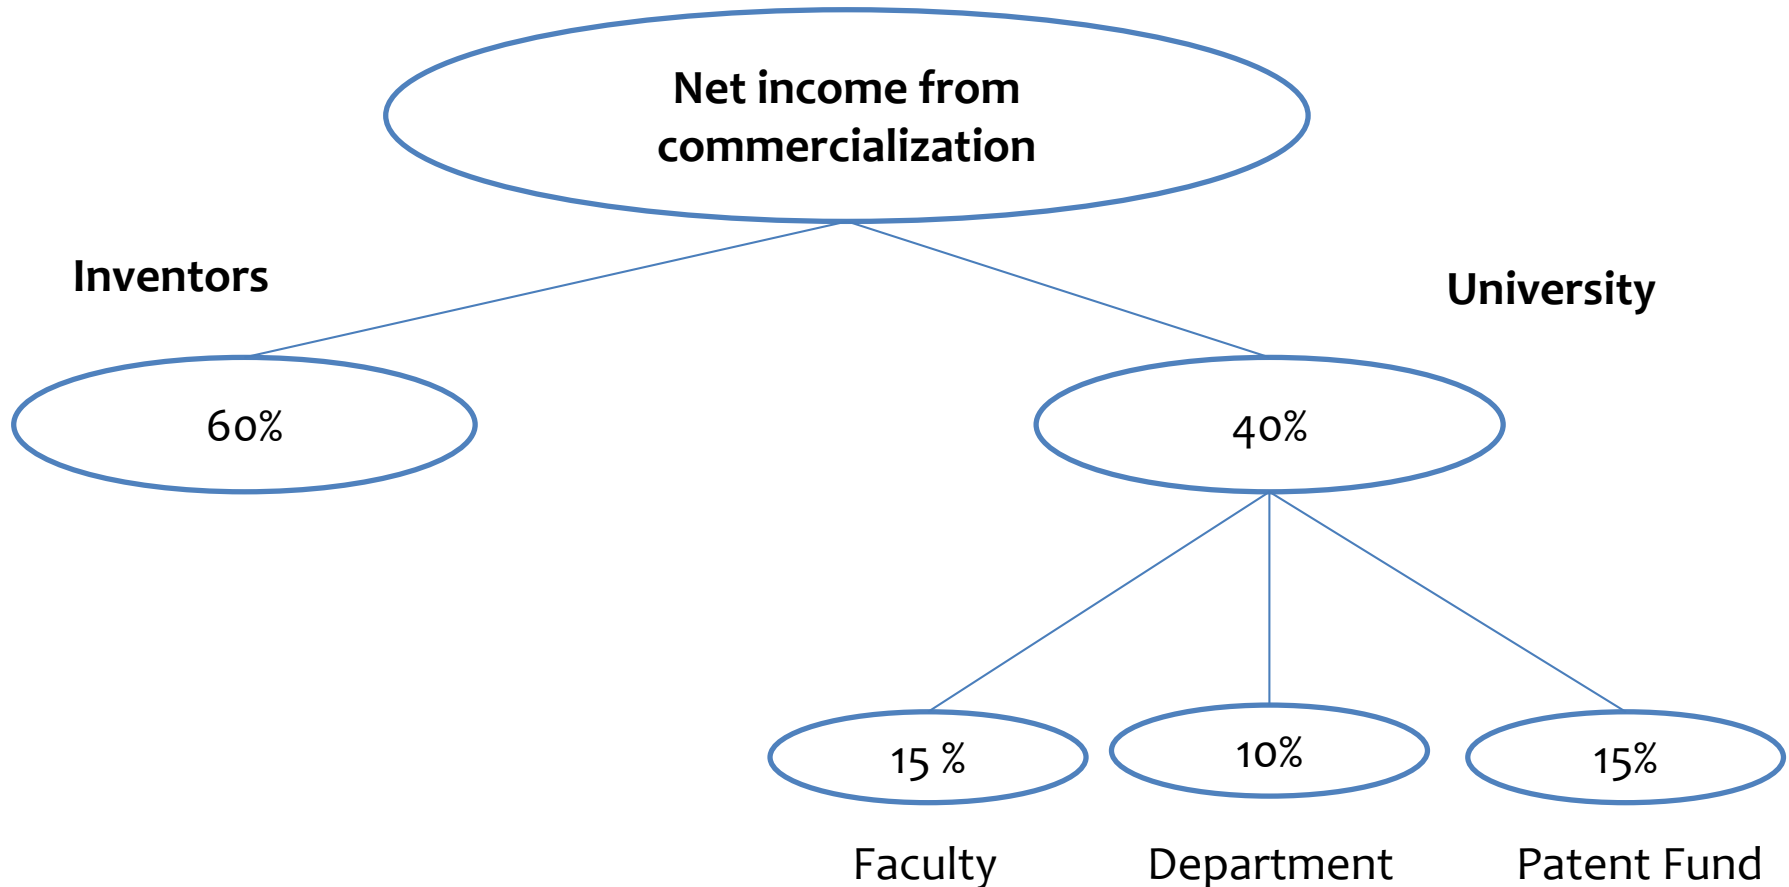 Net income from
commercialization
Inventors
University
60%
40%
15 %
10%
15%
Faculty
Department
Patent Fund